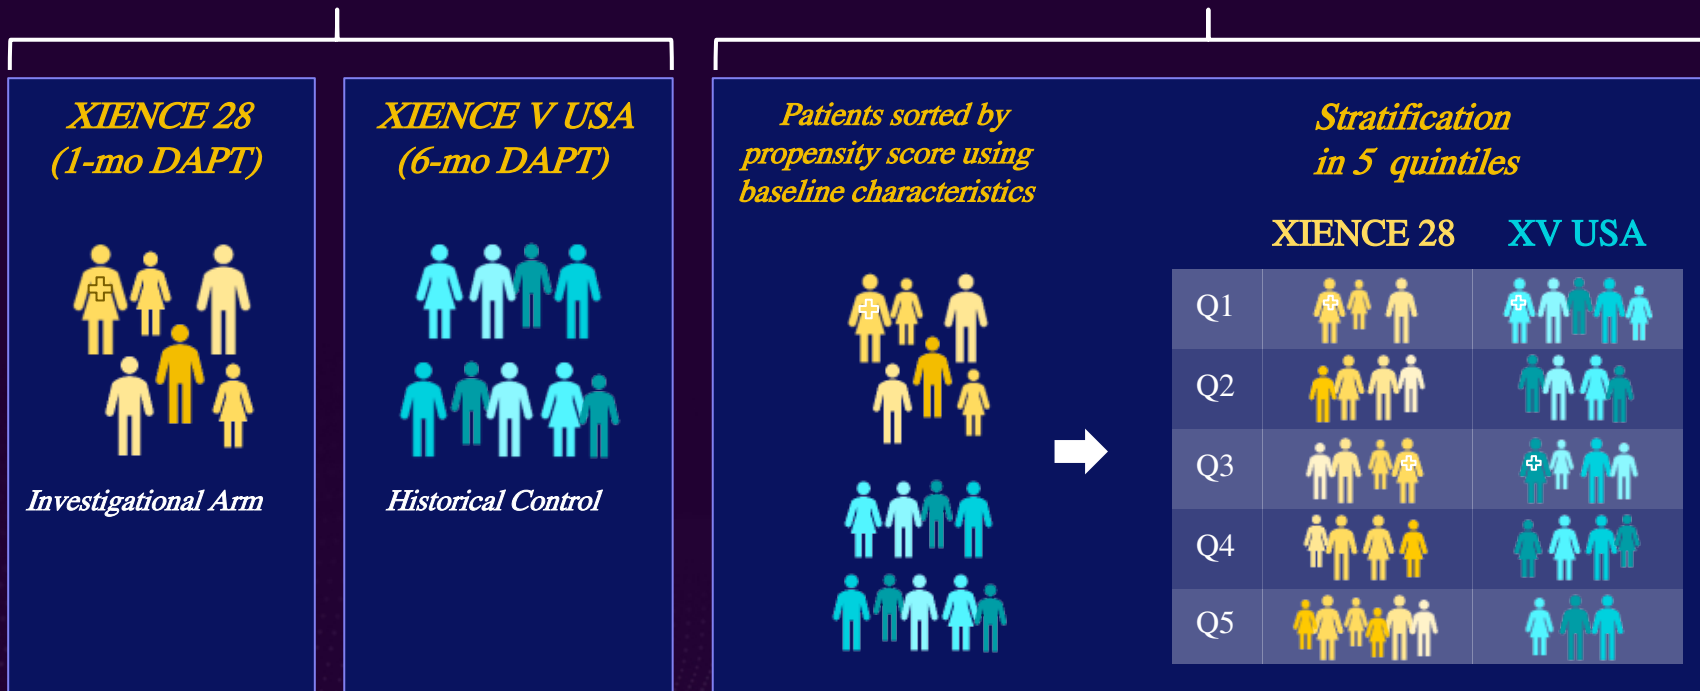 XIENCE 28
(1-mo DAPT)
Investigational Arm
XIENCE V USA
(6-mo DAPT)
Historical Control
Patients sorted by
propensity score using
baseline characteristics
Stratification
in 5 quintiles
XIENCE 28 XV USA
Q1
Q2
Q3
Q4
Q5